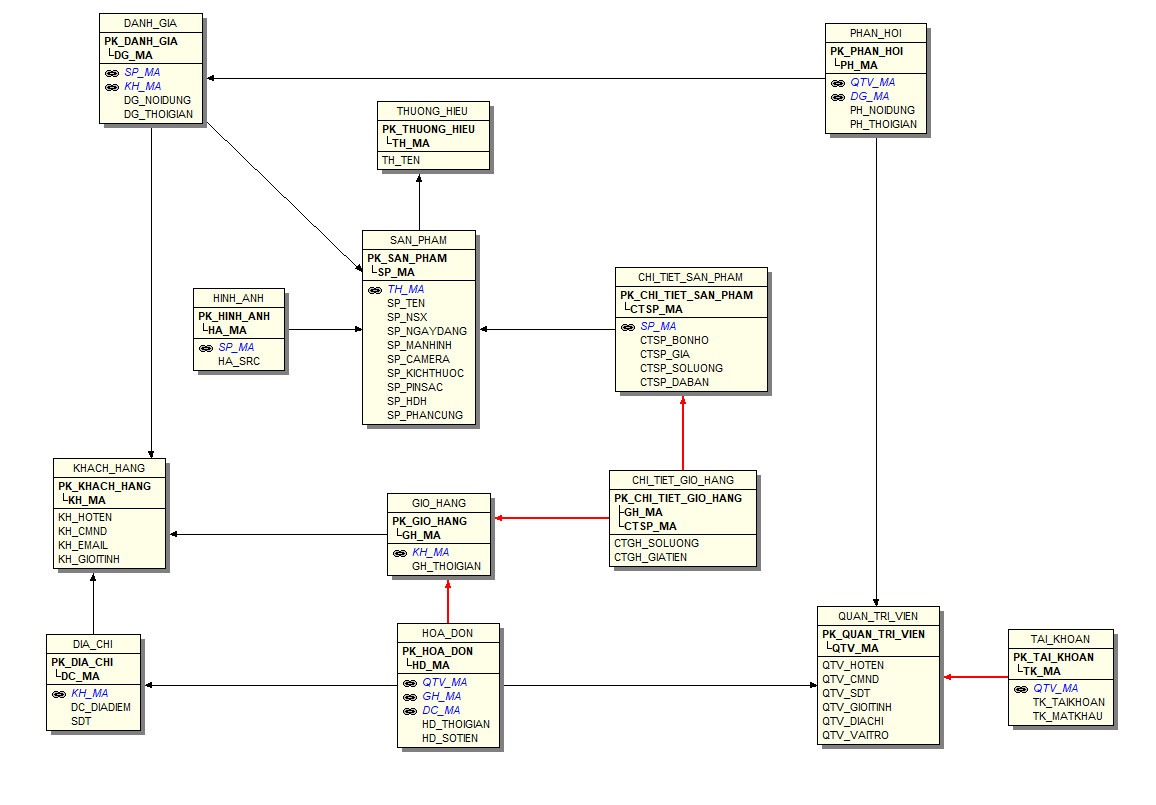 DANH_GIA
PK_DANH_GIA
DG_MA
SP_MA
KH_MA
DG_NOIDUNG
DG_THOIGIAN
PHAN_HOI
PK_PHAN_HOI
PH_MA
QTV_MA
DG_MA
PH_NOIDUNG
PH_THOIGIAN
THUONG_HIEU
PK_THUONG_HIEU
TH_MA
TH_TEN
SAN_PHAM
PK_SAN_PHAM
SP_MA
TH_MA
SP_TEN
SP_NSX
SP_NGAYDANG
SP_MANHINH
SP_CAMERA
SP_KICHTHUOC
SP_PINSAC
SP_HDH
SP_PHANCUNG
HINH_ANH
PK_HINH_ANH
HA_MA
SP_MA
HA_SRC
CHI_TIET_SAN_PHAM
PK_CHI_TIET_SAN_PHAM
CTSP_MA
SP_MA
CTSP_BONHO
CTSP_GIA
CTSP_SOLUONG
CTSP_DABAN
KHACH_HANG
PK_KHACH_HANG
KH_MA
KH_HOTEN
KH_CMND
KH_EMAIL
KH_GIOITINH
GIO_HANG
PK_GIO_HANG
GH_MA
KH_MA
GH_THOIGIAN
CHI_TIET_GIO_HANG
PK_CHI_TIET_GIO_HANG
GH_MA
CTSP_MA
CTGH_SOLUONG
CTGH_GIATIEN
DIA_CHI
PK_DIA_CHI
DC_MA
KH_MA
DC_DIADIEM
SDT
HOA_DON
PK_HOA_DON
HD_MA
QTV_MA
GH_MA
DC_MA
HD_THOIGIAN
HD_SOTIEN
QUAN_TRI_VIEN
PK_QUAN_TRI_VIEN
QTV_MA
QTV_HOTEN
QTV_CMND
QTV_SDT
QTV_GIOITINH
QTV_DIACHI
QTV_VAITRO
TAI_KHOAN
PK_TAI_KHOAN
TK_MA
QTV_MA
TK_TAIKHOAN
TK_MATKHAU